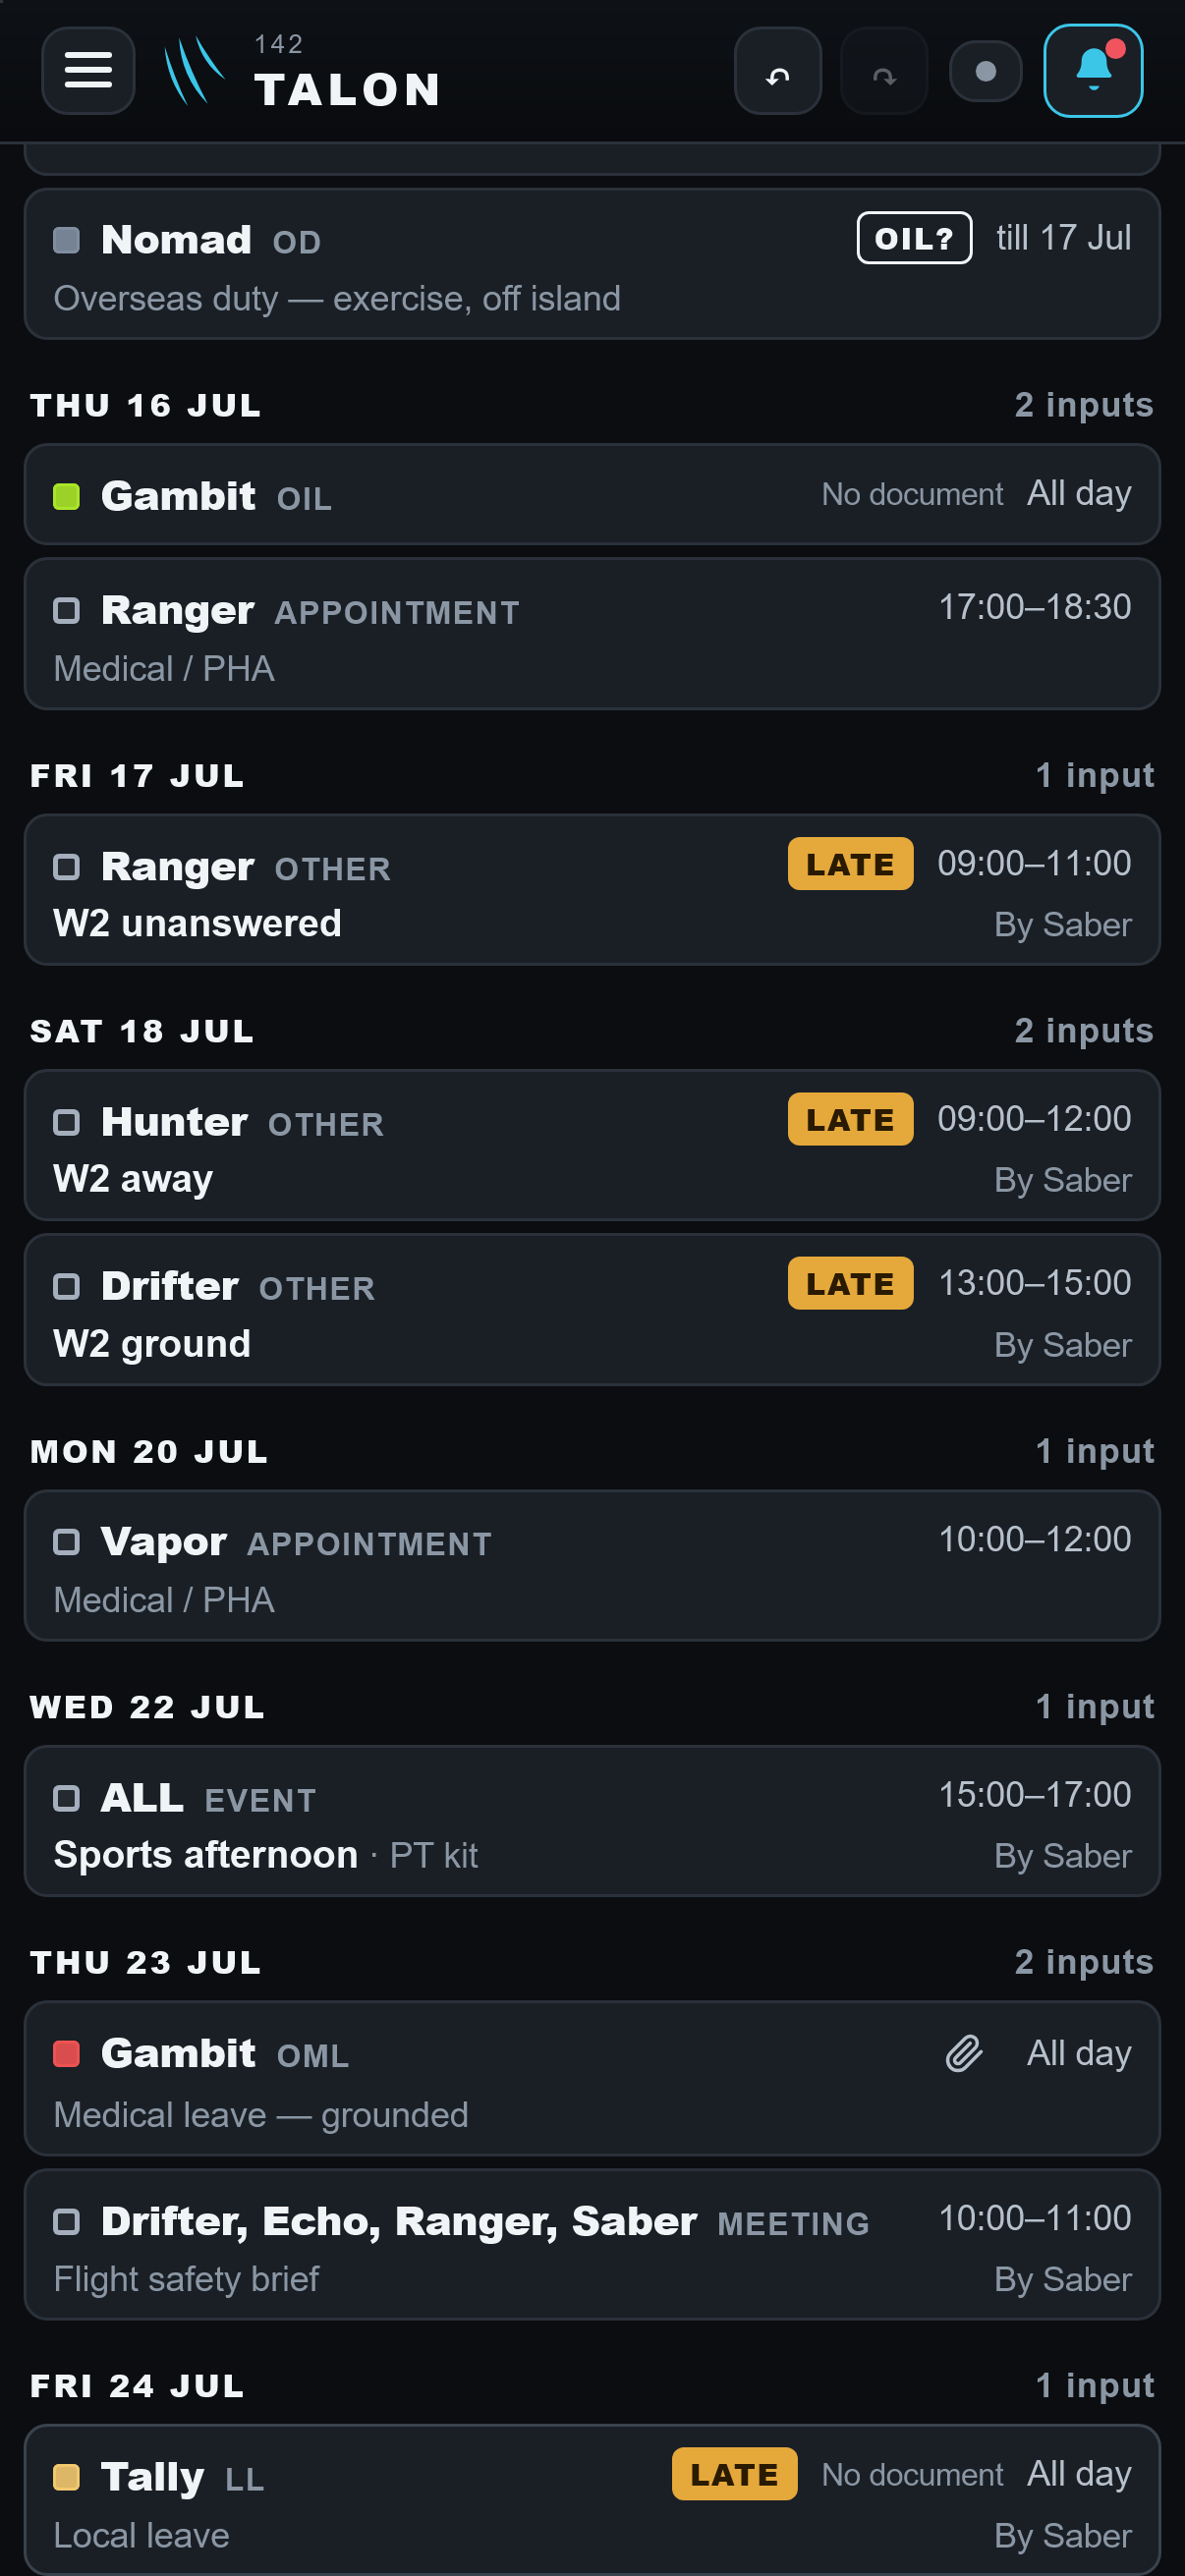 142
TALON
Nomad OD OIL? till 17 Jul
Overseas duty — exercise, off island
THU 16 JUL 2 inputs
Gambit OIL No document All day
Ranger APPOINTMENT 17:00–18:30
Medical / PHA
FRI 17 JUL 1 input
Ranger OTHER LATE 09:00–11:00
W2 unanswered By Saber
SAT 18 JUL 2 inputs
Hunter OTHER LATE 09:00–12:00
W2 away By Saber
Drifter OTHER LATE 13:00–15:00
W2 ground By Saber
MON 20 JUL 1 input
Vapor APPOINTMENT 10:00–12:00
Medical / PHA
WED 22 JUL 1 input
ALL EVENT 15:00–17:00
Sports afternoon · PT kit By Saber
THU 23 JUL 2 inputs
Gambit OML All day
Medical leave — grounded
Drifter, Echo, Ranger, Saber MEETING 10:00–11:00
Flight safety brief By Saber
FRI 24 JUL 1 input
Tally LL LATE No document All day
Local leave By Saber